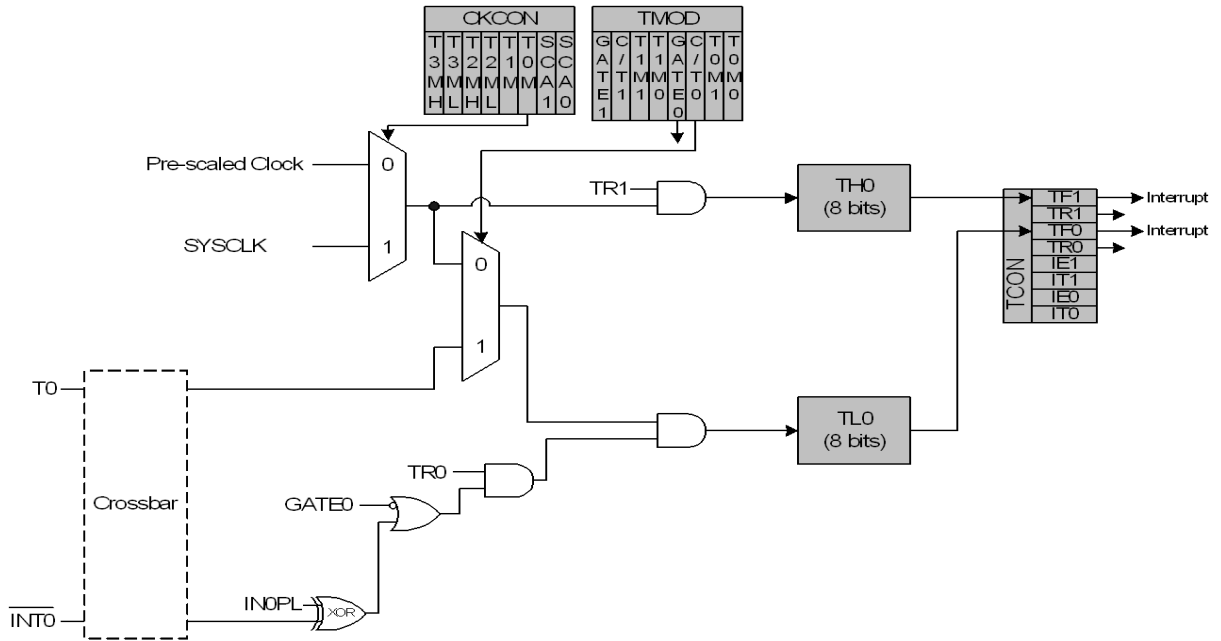 CKCON
T3MH
T3ML
T2MH
T2ML
T1M
T0M
SCA1
SCA0
TMOD
GATE1
C/T1
T1M1
T1M0
GATE0
C/T0
T0M1
T0M0
Pre-scaled Clock
0
SYSCLK
1
TR1
TH0
(8 bits)
TCON
TF1
TR1
TF0
TR0
IE1
IT1
IE0
IT0
Interrupt
Interrupt
0
1
T0
Crossbar
TL0
(8 bits)
TR0
GATE0
IN0PL
XOR
INT0